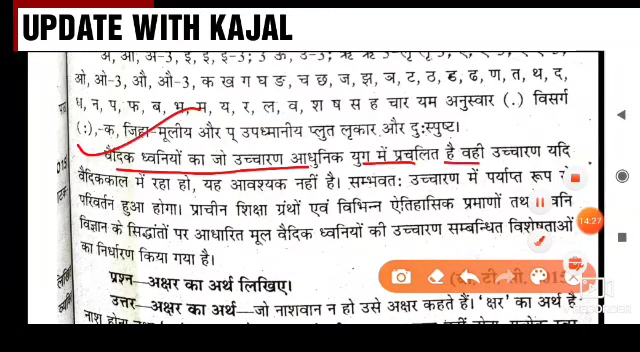 UPDATE WITH KAJAL
ओ, ओ-3, औ, औ-3, क ख ग घ ङ च छ, ज, झ, ञ ट, ठ, ड, ढ, ण, त, थ, द,
ध, न, प, फ, ब, भ, म, य, र, ल, व, श ष स ह चार यम अनुस्वार (.) विसर्ग
(:),-क, जिह्वामूलीय और प् उपध्मानीय प्लुत लृकार और दुःस्पुष्ट।
वैदिक ध्वनियों का जो उच्चारण आधुनिक युग में प्रचलित है वही उच्चारण यदि
वैदिककाल में रहा हो, यह आवश्यक नहीं है। सम्भवतः उच्चारण में पर्याप्त रूप
परिवर्तन हुआ होगा। प्राचीन शिक्षा ग्रंथों एवं विभिन्न ऐतिहासिक प्रमाणों
14:27
विज्ञान के सिद्धांतों पर आधारित मूल वैदिक ध्वनियों की उच्चारण सम्बन्धित विशेषताओं
का निर्धारण किया गया है।
प्रश्न—अक्षर का अर्थ लिखिए।
उत्तर—अक्षर का अर्थ—जो नाशवान न हो उसे अक्षर कहते हैं। 'क्षर' का अर्थ है